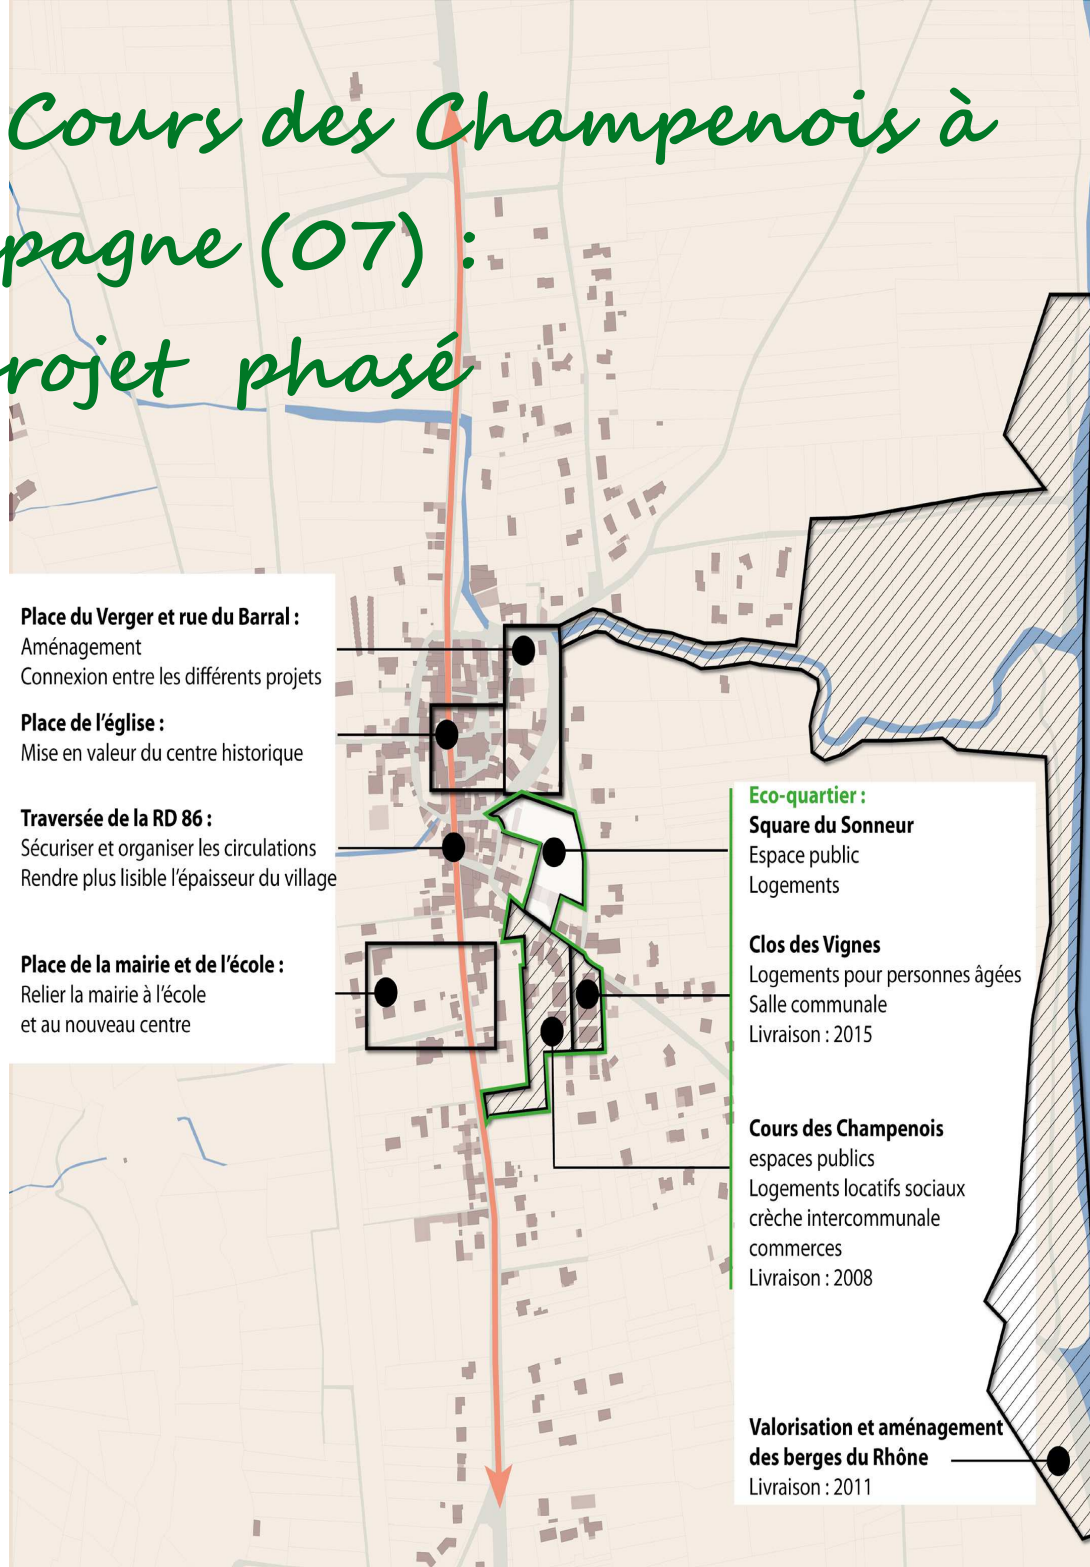 Cours des Champenois à
pagne (07) :
rojet phasé
Place du Verger et rue du Barral :
Aménagement
Connexion entre les différents projets
Place de l'église :
Mise en valeur du centre historique
Traversée de la RD 86 :
Sécuriser et organiser les circulations
Rendre plus lisible l'épaisseur du village
Place de la mairie et de l'école :
Relier la mairie à l'école
et au nouveau centre
Eco-quartier :
Square du Sonneur
Espace public
Logements
Clos des Vignes
Logements pour personnes âgées
Salle communale
Livraison : 2015
Cours des Champenois
espaces publics
Logements locatifs sociaux
crèche intercommunale
commerces
Livraison : 2008
Valorisation et aménagement
des berges du Rhône
Livraison : 2011